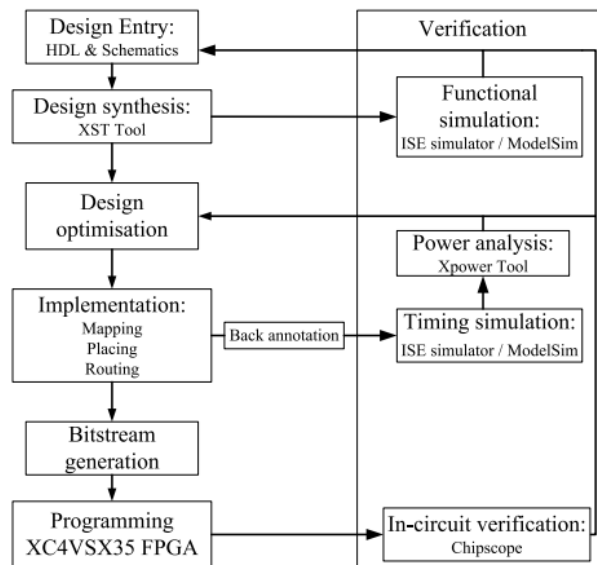 Design Entry:
HDL & Schematics
Design synthesis:
XST Tool
Design
optimisation
Implementation:
Mapping
Placing
Routing
Back annotation
Bitstream
generation
Programming
XC4VSX35 FPGA
Verification
Functional
simulation:
ISE simulator / ModelSim
Power analysis:
Xpower Tool
Timing simulation:
ISE simulator / ModelSim
In-circuit verification:
Chipscope